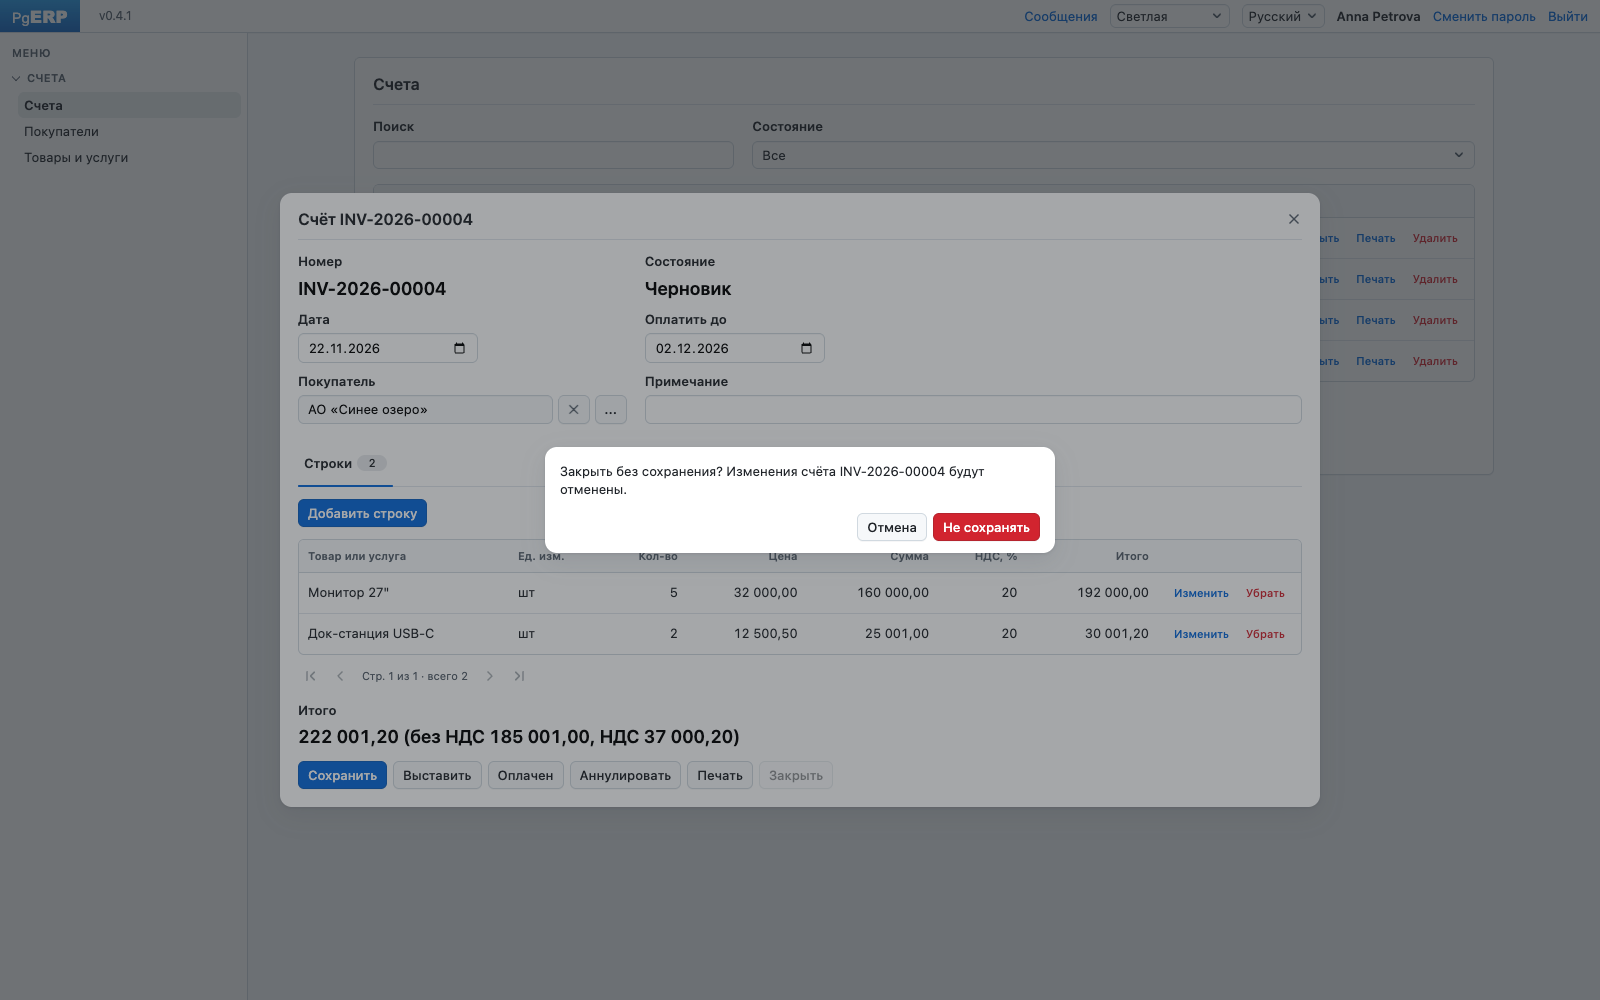 PgERP v0.4.1 Сообщения Светлая Русский Anna Petrova Сменить пароль Выйти
МЕНЮ
СЧЕТА
Счета
Покупатели
Товары и услуги
Счета
Поиск Состояние
Все
Печать Удалить
Печать Удалить
Печать Удалить
Печать Удалить
Счёт INV-2026-00004
Номер Состояние
INV-2026-00004 Черновик
Дата Оплатить до
22.11.2026 02.12.2026
Покупатель Примечание
АО «Синее озеро» ...
Строки 2
Закрыть без сохранения? Изменения счёта INV-2026-00004 будут
отменены.
Отмена Не сохранять
Добавить строку
Товар или услуга Ед. изм. Кол-во Цена Сумма НДС, % Итого
Монитор 27" шт 5 32 000,00 160 000,00 20 192 000,00 Изменить Убрать
Док-станция USB-C шт 2 12 500,50 25 001,00 20 30 001,20 Изменить Убрать
Стр. 1 из 1 · всего 2
Итого
222 001,20 (без НДС 185 001,00, НДС 37 000,20)
Сохранить Выставить Оплачен Аннулировать Печать Закрыть